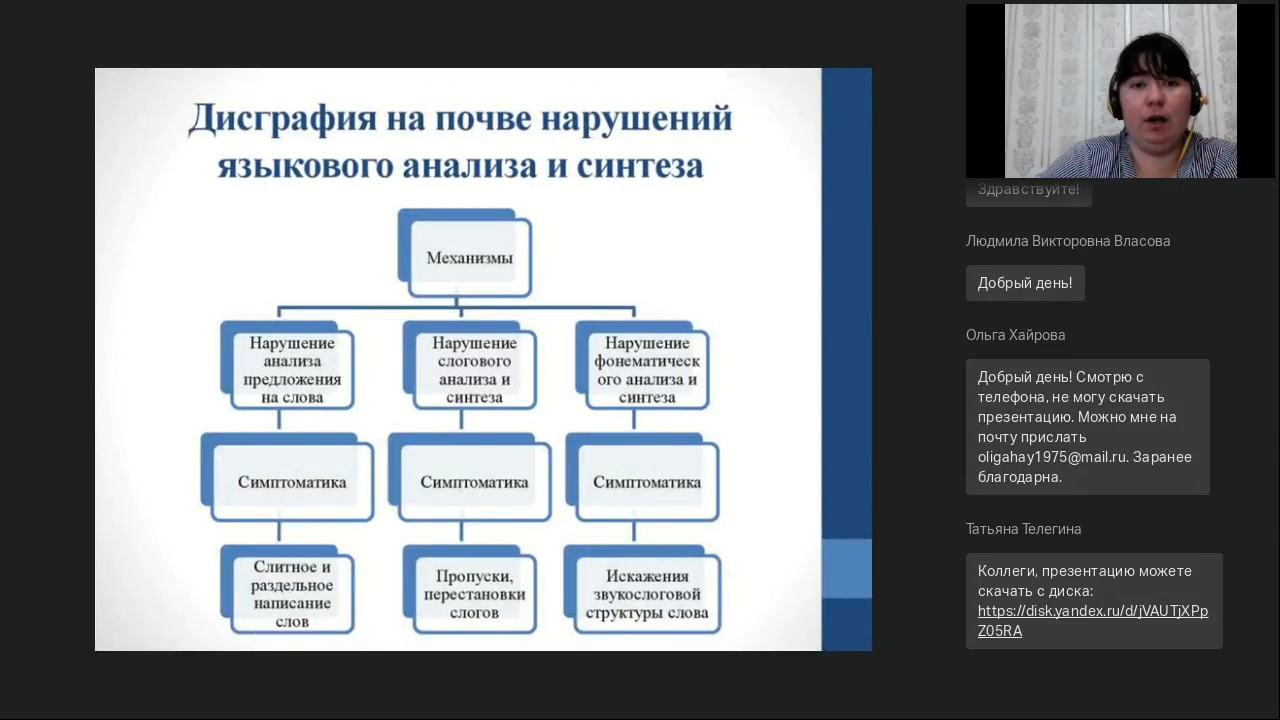 Дисграфия на почве нарушений
языкового анализа и синтеза
Механизмы
Нарушение
анализа
предложения
на слова
Нарушение
слогового
анализа и
синтеза
Нарушение
фонематическ
ого анализа и
синтеза
Симптоматика
Симптоматика
Симптоматика
Слитное и
раздельное
написание
слов
Пропуски,
перестановки
слогов
Искажения
звукослоговой
структуры слова
Здравствуйте!
Людмила Викторовна Власова
Добрый день!
Ольга Хайрова
Добрый день! Смотрю с
телефона, не могу скачать
презентацию. Можно мне на
почту прислать
oligahay1975@mail.ru. Заранее
благодарна.
Татьяна Телегина
Коллеги, презентацию можете
скачать с диска:
https://disk.yandex.ru/d/jVAUTjXPp
Z05RA